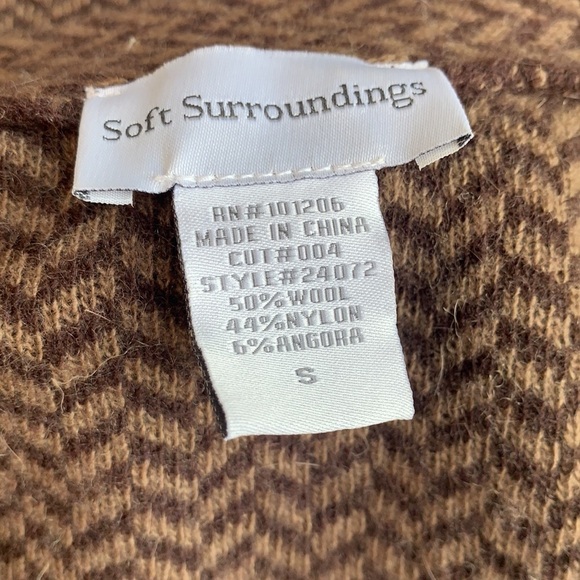 Soft Surroundings
RN#101206
MADE IN CHINA
CUT#004
STYLE#24072
50%WOOL
44%NYLON
6%ANGORA
S